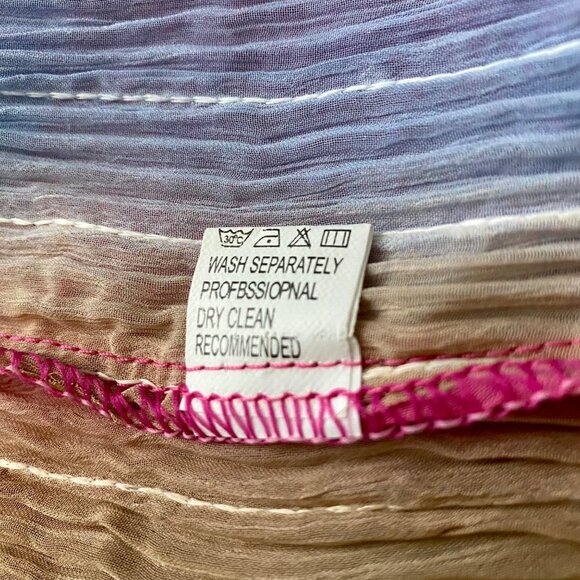 30°C
WASH SEPARATELY
PROFBSSIOPNAL
DRY CLEAN
RECOMMENDED